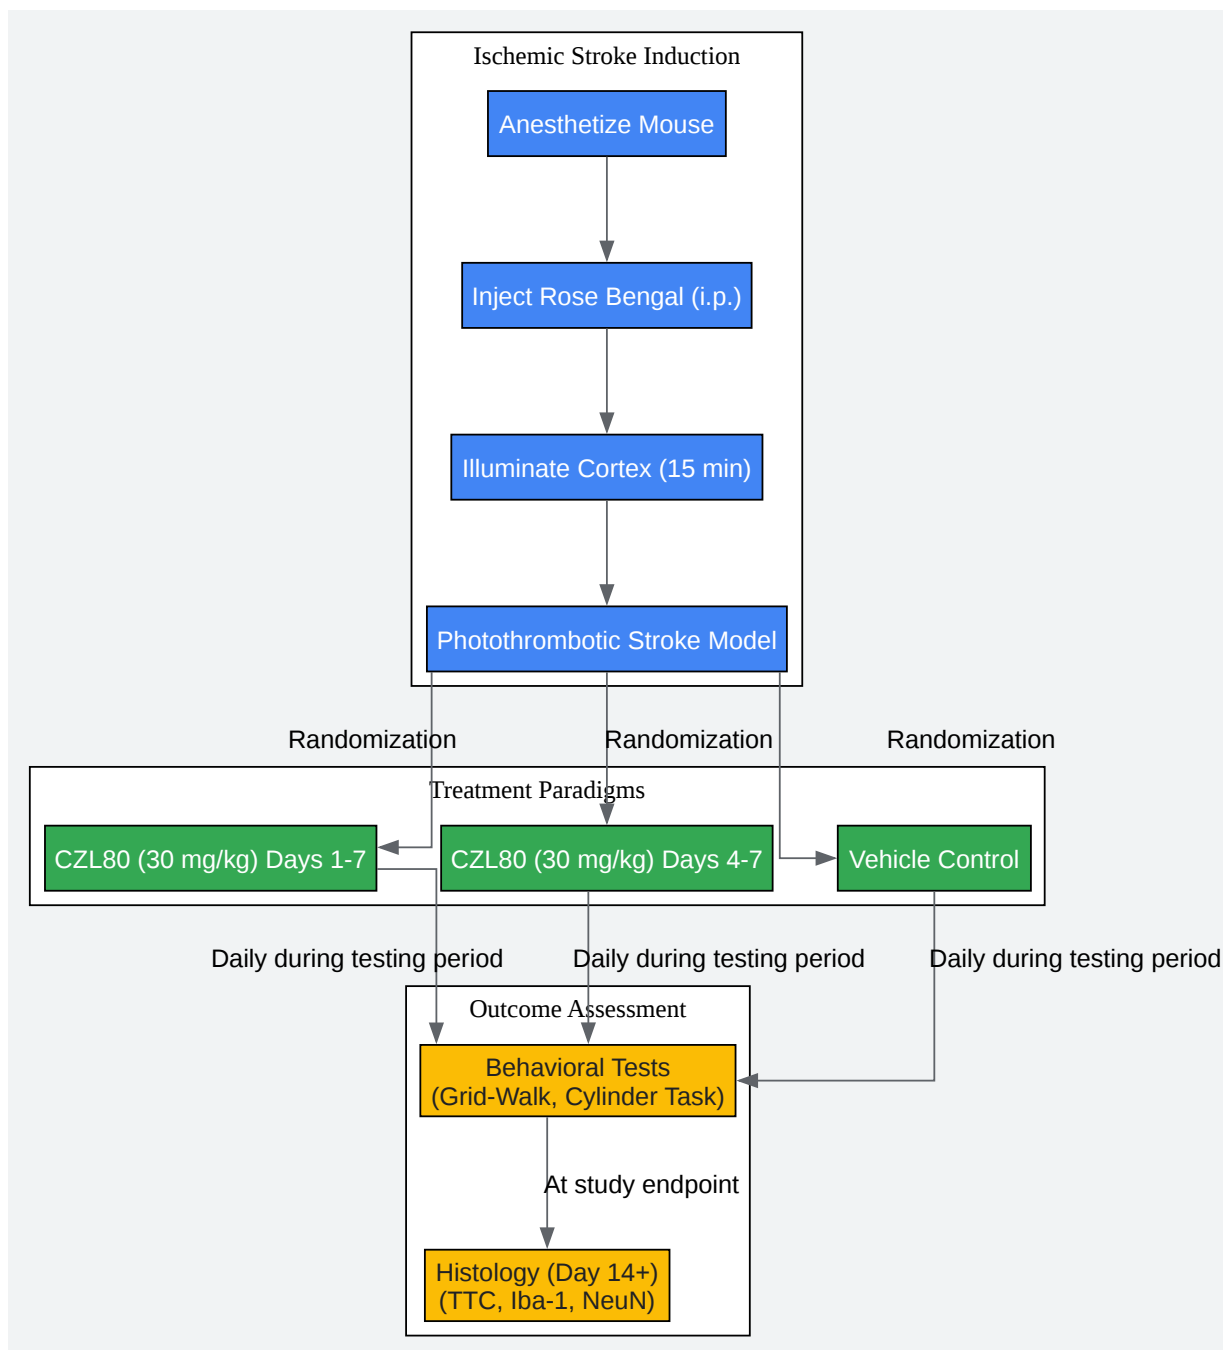 Ischemic Stroke Induction
Anesthetize Mouse
Inject Rose Bengal (i.p.)
Illuminate Cortex (15 min)
Photothrombotic Stroke Model
Randomization
Randomization
Randomization
Treatment Paradigms
CZL80 (30 mg/kg) Days 1-7
CZL80 (30 mg/kg) Days 4-7
Vehicle Control
Daily during testing period
Daily during testing period
Daily during testing period
Outcome Assessment
Behavioral Tests
(Grid-Walk, Cylinder Task)
At study endpoint
Histology (Day 14+)
(TTC, Iba-1, NeuN)